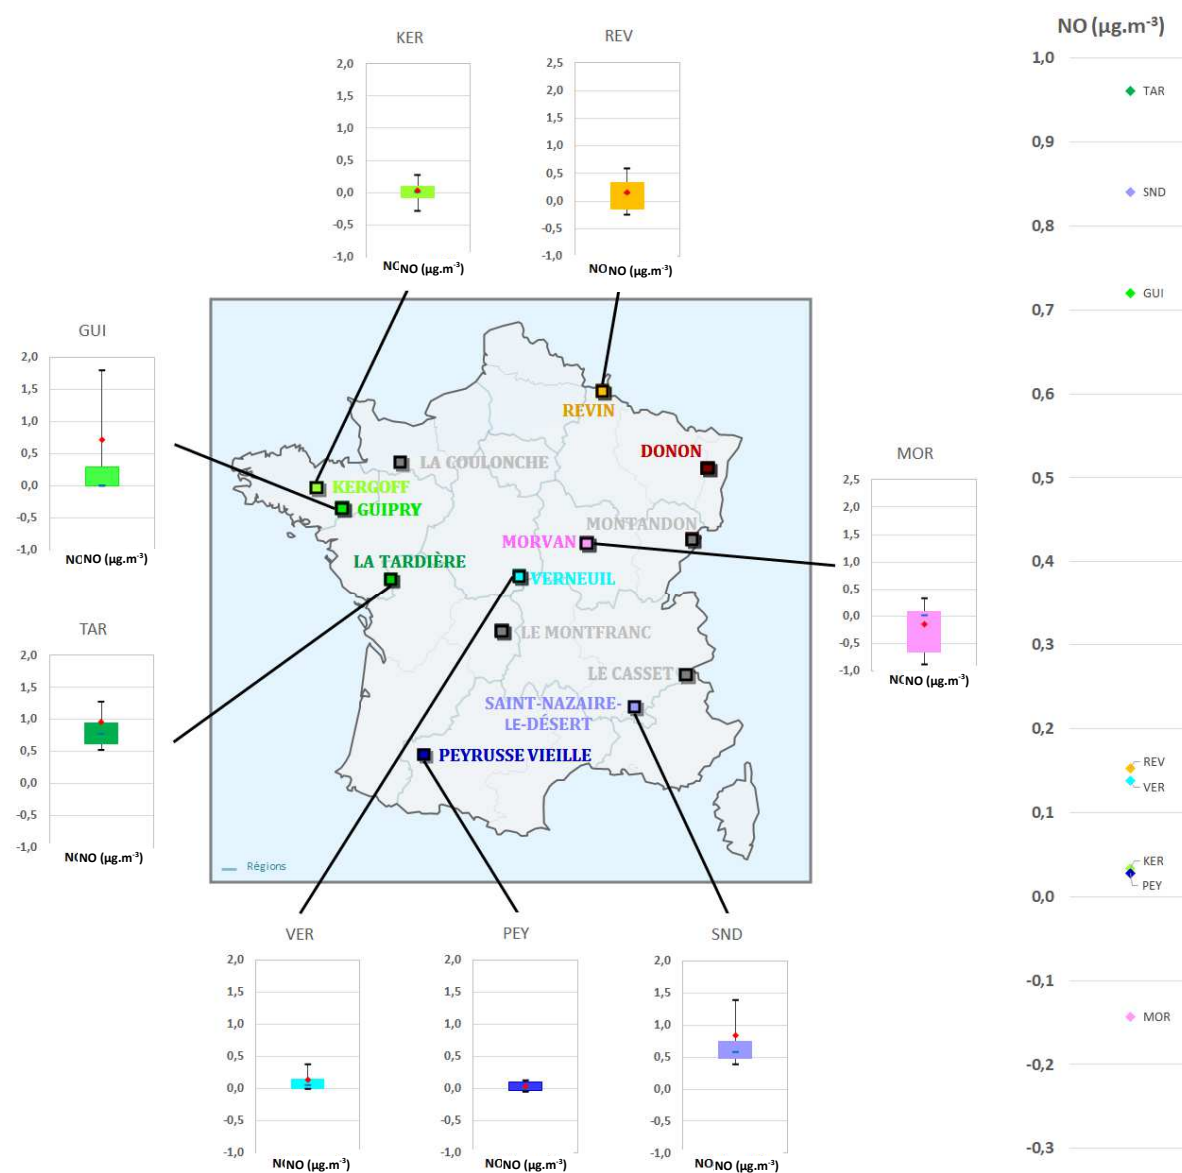 KER
2,0
1,5
1,0
0,5
0,0
-0,5
-1,0
NO (µg.m-3)
REV
2,5
2,0
1,5
1,0
0,5
0,0
-0,5
-1,0
NO NO (µg.m-3)
NO (µg.m-3)
1,0
0,9
0,8
0,7
0,6
0,5
0,4
0,3
0,2
0,1
0,0
-0,1
-0,2
-0,3
TAR
SND
GUI
REV
VER
KER
PEY
MOR
GUI
2,0
1,5
1,0
0,5
0,0
-0,5
-1,0
NO (µg.m-3)
REVIN
DONON
LA COULONCHE
KERGOFF
GUIPRY
MONTANDON
MORVAN
LA TARDIÈRE
VERNEUIL
LE MONTFRANC
LE CASSET
SAINT-NAZAIRE-
LE-DÉSERT
PEYRUSSE VIEILLE
Régions
MOR
2,5
2,0
1,5
1,0
0,5
0,0
-0,5
-1,0
NO (µg.m-3)
TAR
2,0
1,5
1,0
0,5
0,0
-0,5
-1,0
NO (µg.m-3)
VER
2,0
1,5
1,0
0,5
0,0
-0,5
-1,0
NO (µg.m-3)
PEY
2,0
1,5
1,0
0,5
0,0
-0,5
-1,0
NO NO (µg.m-3)
SND
2,0
1,5
1,0
0,5
0,0
-0,5
-1,0
NO NO (µg.m-3)